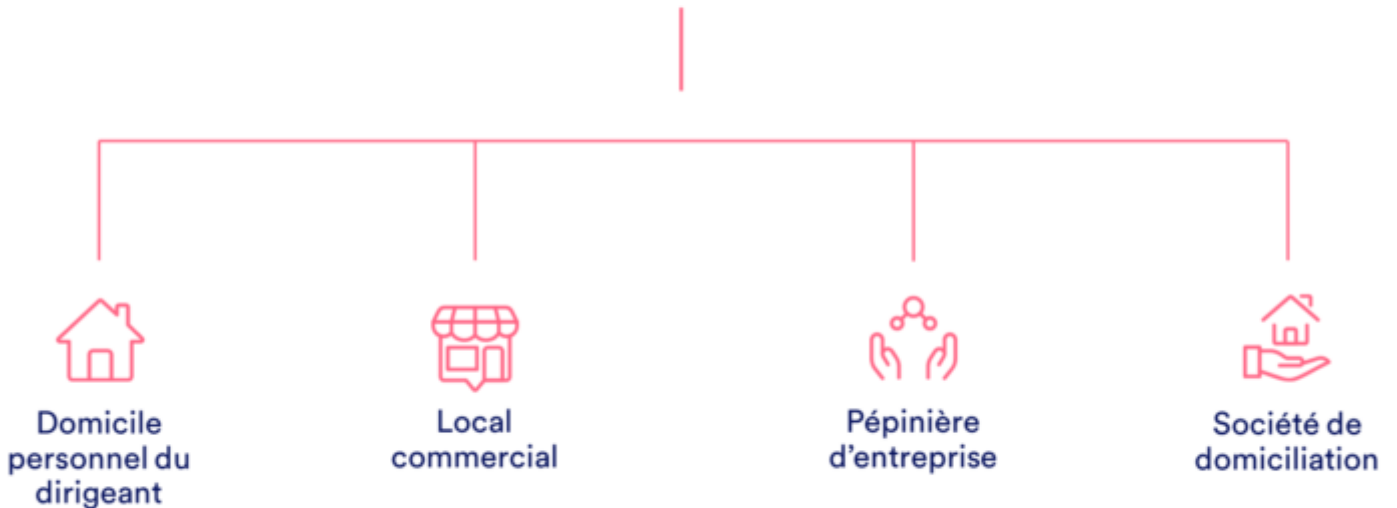 Domicile
personnel du
dirigeant
Local
commercial
Pépinière
d’entreprise
Société de
domiciliation